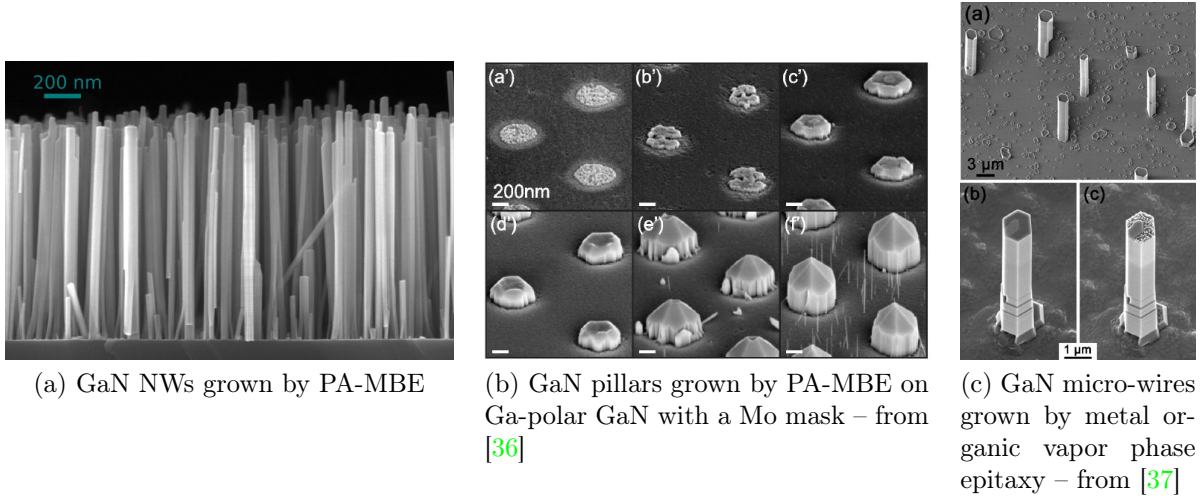 200 nm
(a) GaN NWs grown by PA-MBE
(a')
(b')
(c')
200nm
(d')
(e')
(f')
(b) GaN pillars grown by PA-MBE on
Ga-polar GaN with a Mo mask – from
[36]
(a)
3 µm
(b)
(c)
1 µm
(c) GaN micro-wires
grown by metal or-
ganic vapor phase
epitaxy – from [37]